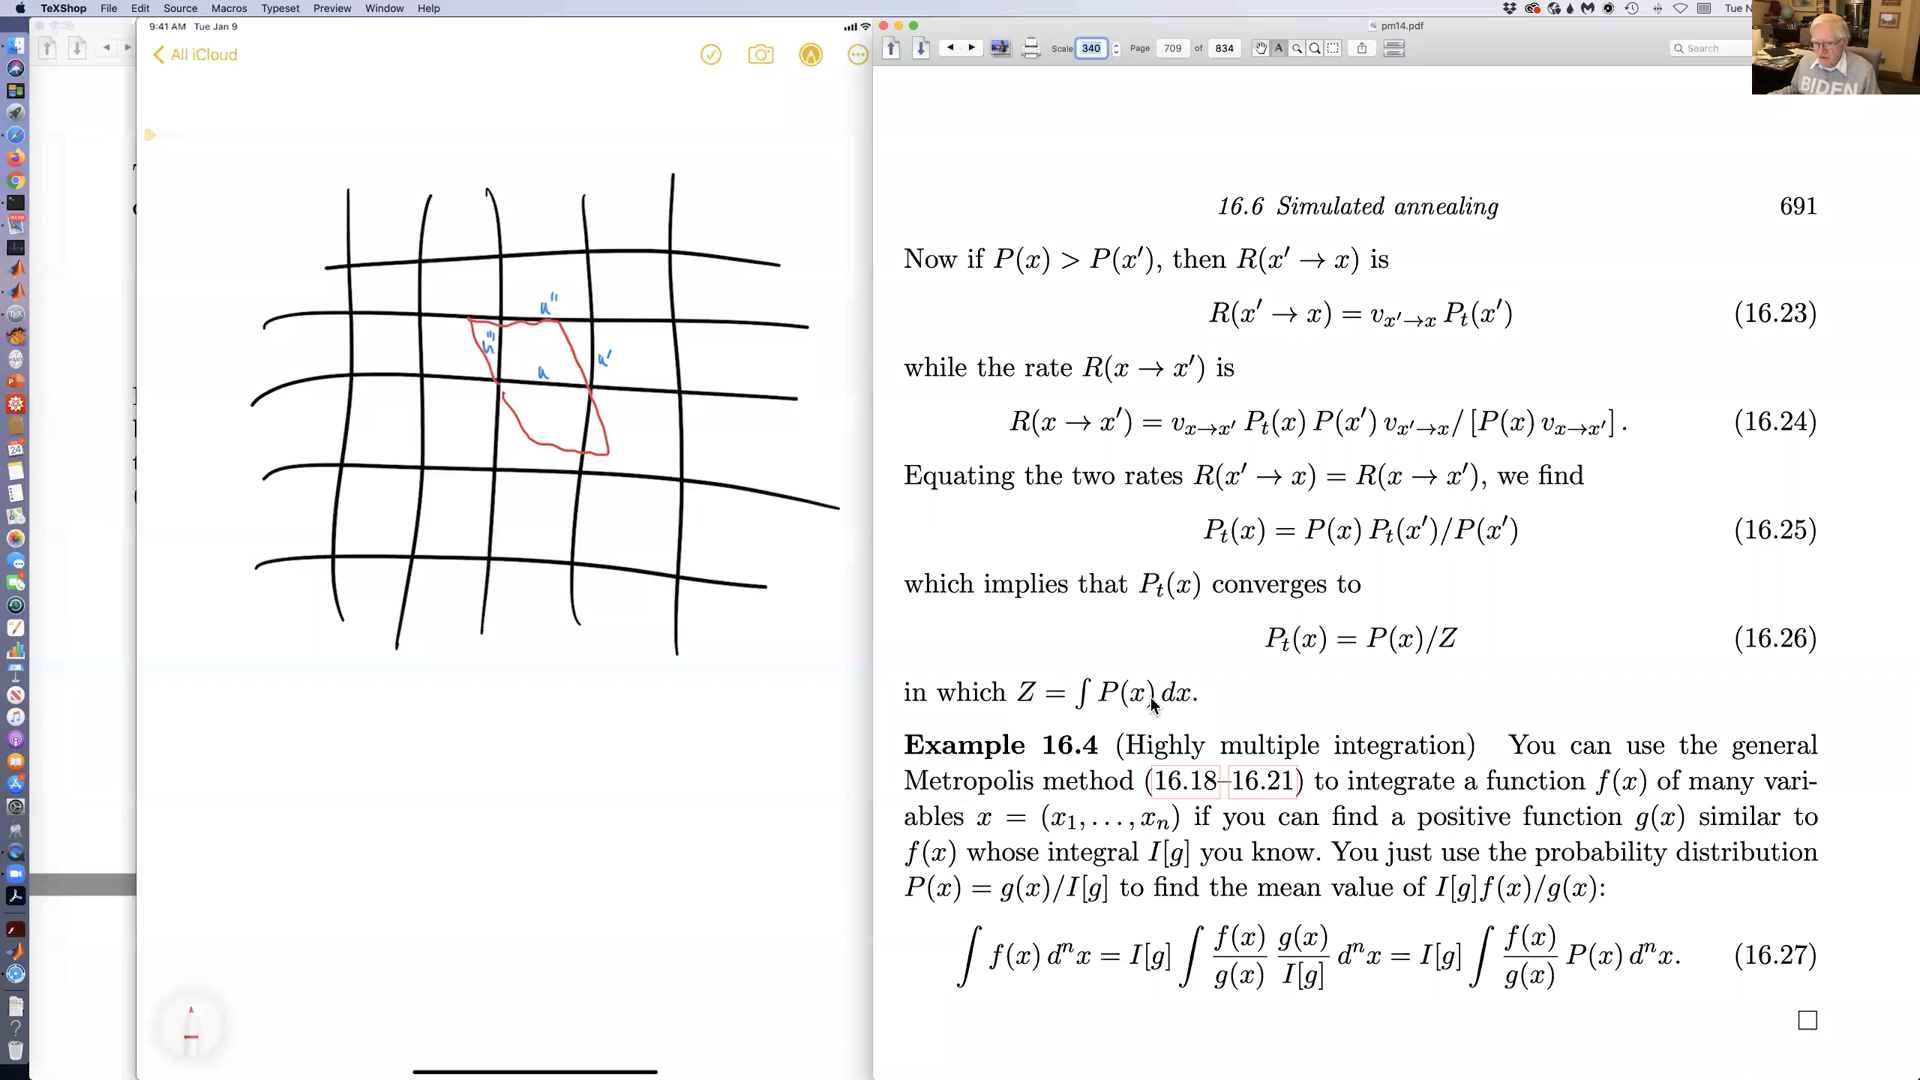 TeXShop File Edit Source Macros Typeset Preview Window Help Tue N
9:41 AM Tue Jan 9
All iCloud
u"
u'''
u
u'
pm14.pdf
Scale 340 Page 709 of 834 Search
BIDEN
16.6 Simulated annealing 691
Now if P(x) > P(x′), then R(x′ → x) is
R(x′ → x) = v_{x′→x} P_t(x′) (16.23)
while the rate R(x → x′) is
R(x → x′) = v_{x→x′} P_t(x) P(x′) v_{x′→x}/ [P(x) v_{x→x′}] . (16.24)
Equating the two rates R(x′ → x) = R(x → x′), we find
P_t(x) = P(x) P_t(x′)/P(x′) (16.25)
which implies that P_t(x) converges to
P_t(x) = P(x)/Z (16.26)
in which Z = ∫ P(x) dx.
Example 16.4 (Highly multiple integration) You can use the general
Metropolis method (16.18–16.21) to integrate a function f(x) of many vari-
ables x = (x₁, . . . , xₙ) if you can find a positive function g(x) similar to
f(x) whose integral I[g] you know. You just use the probability distribution
P(x) = g(x)/I[g] to find the mean value of I[g]f(x)/g(x):
∫ f(x) dⁿx = I[g] ∫ f(x)/g(x) g(x)/I[g] dⁿx = I[g] ∫ f(x)/g(x) P(x) dⁿx. (16.27)